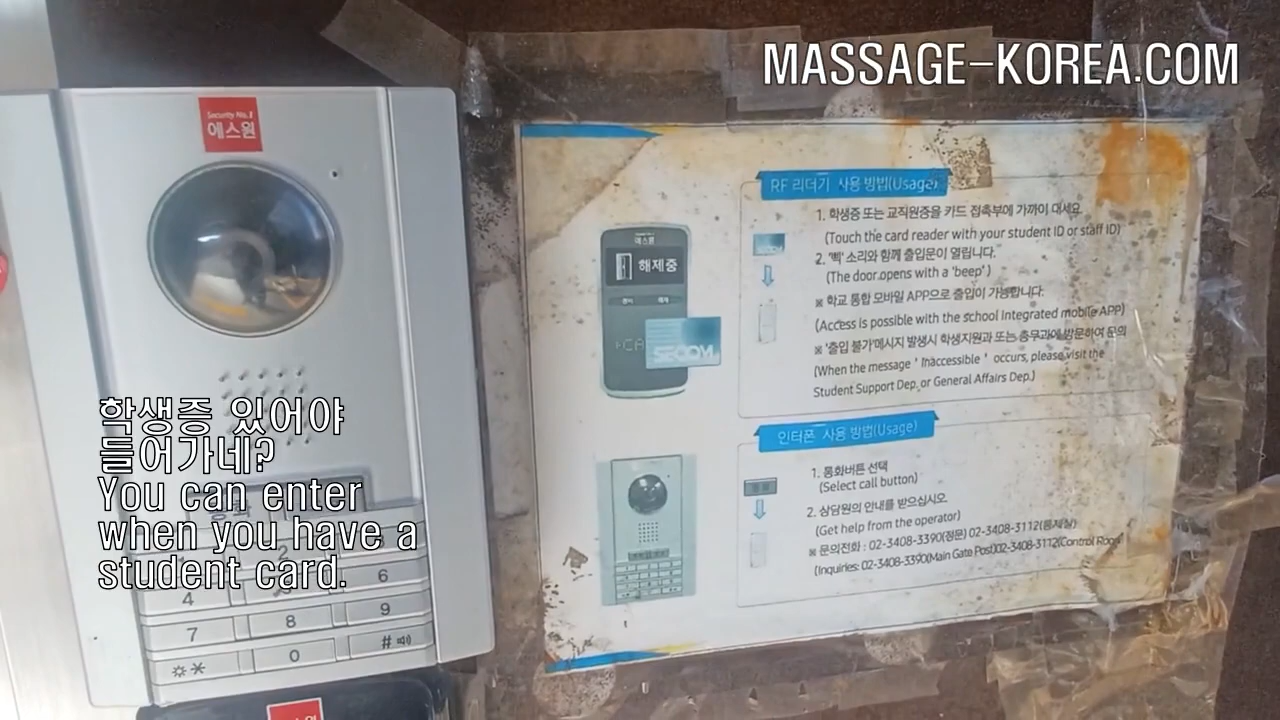 MASSAGE-KOREA.COM
Security No.1
에스원
학생증 있어야
들어가네?
You can enter
when you have a
student card.
2
4
6
7
8
9
*
0
#
에스원
해제중
SECOM
RF 리더기 사용 방법(Usage)
1. 학생증 또는 교직원증을 카드 접촉부에 가까이 대세요.
(Touch the card reader with your student ID or staff ID)
SECOM
2. '삑' 소리와 함께 출입문이 열립니다.
(The door opens with a 'beep')
※ 학교 통합 모바일 APP으로 출입이 가능합니다.
(Access is possible with the school Integrated mobile APP)
※ '출입 불가'메시지 발생시 학생지원과 또는 총무과에 방문하여 문의
(When the message ' Inaccessible ' occurs, please visit the
Student Support Dep. or General Affairs Dep.)
인터폰 사용 방법(Usage)
1. 통화버튼 선택
(Select call button)
2. 상담원의 안내를 받으십시오.
(Get help from the operator)
※ 문의전화 : 02-3408-3390(정문) 02-3408-3112(통제실)
(Inquiries: 02-3408-3390(Main Gate Post)02-3408-3112(Control Room)